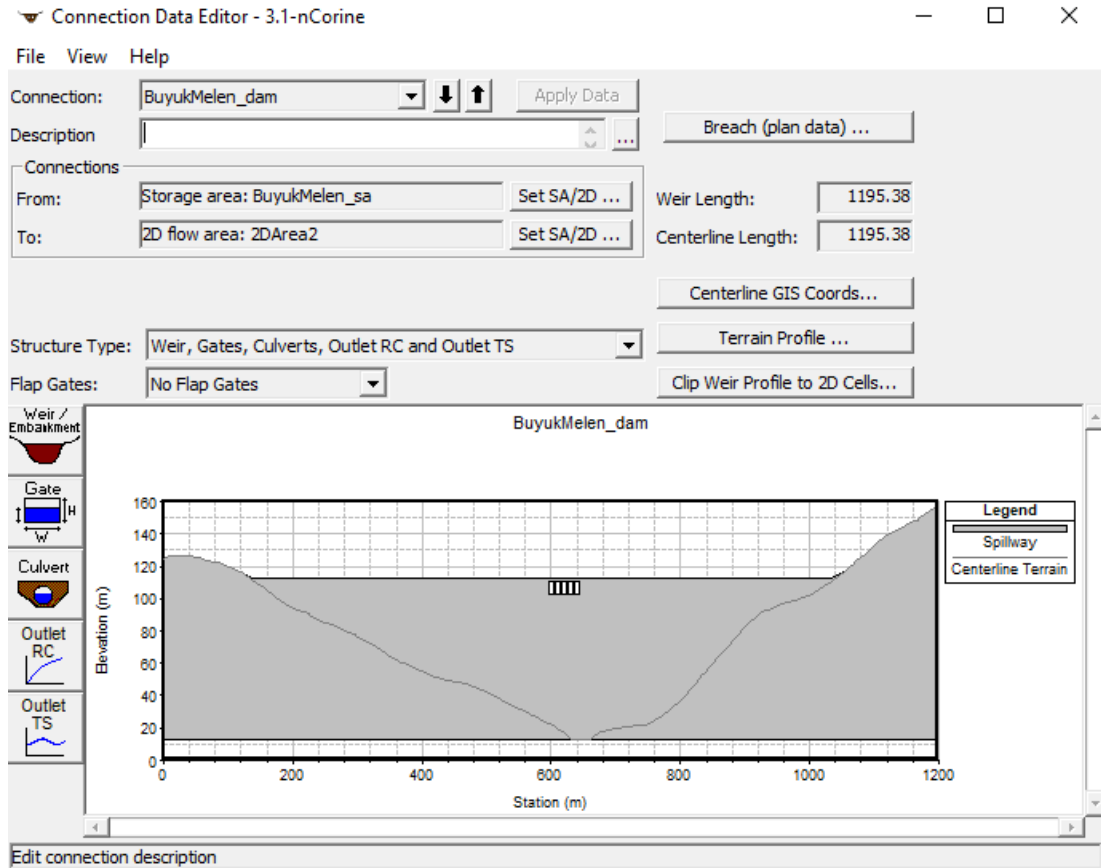 Connection Data Editor - 3.1-nCorine
File View Help
Connection: BuyukMelen_dam Apply Data
Description ... Breach (plan data) ...
Connections
From: Storage area: BuyukMelen_sa Set SA/2D ... Weir Length: 1195.38
To: 2D flow area: 2DArea2 Set SA/2D ... Centerline Length: 1195.38
Centerline GIS Coords...
Structure Type: Weir, Gates, Culverts, Outlet RC and Outlet TS Terrain Profile ...
Flap Gates: No Flap Gates Clip Weir Profile to 2D Cells...
Weir /
Embankment
Gate
H
W
Culvert
Outlet
RC
Outlet
TS
BuyukMelen_dam
160
140
120
100
80
60
40
20
0
Elevation (m)
0 200 400 600 800 1000 1200
Station (m)
Legend
Spillway
Centerline Terrain
Edit connection description